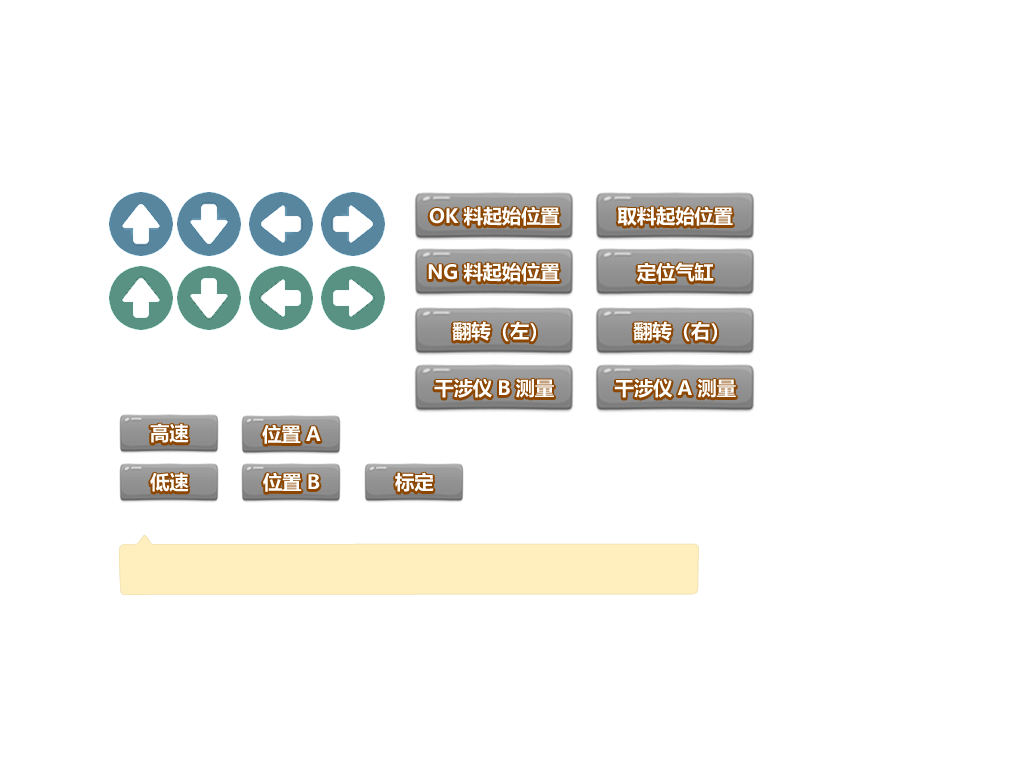 OK 料起始位置
取料起始位置
NG 料起始位置
定位气缸
翻转（左）
翻转（右）
干涉仪 B 测量
干涉仪 A 测量
高速
位置 A
低速
位置 B
标定